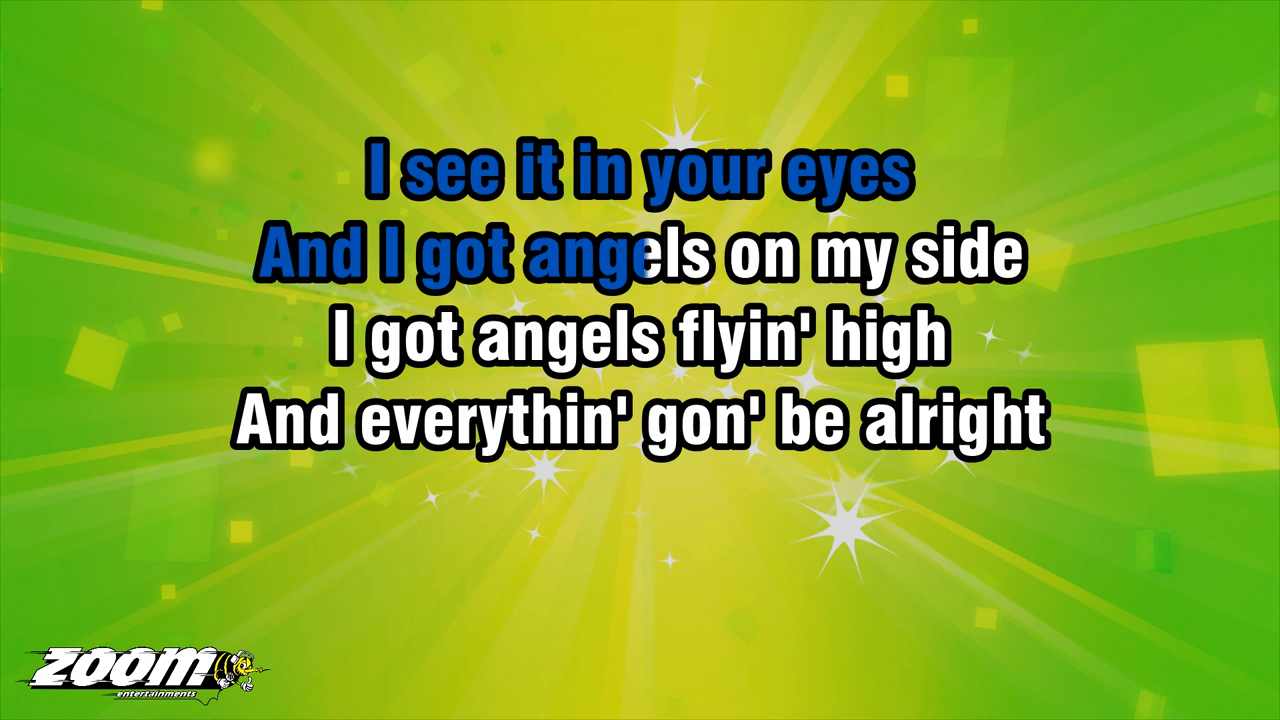 I see it in your eyes
And I got angels on my side
I got angels flyin' high
And everythin' gon' be alright
zoom
entertainments